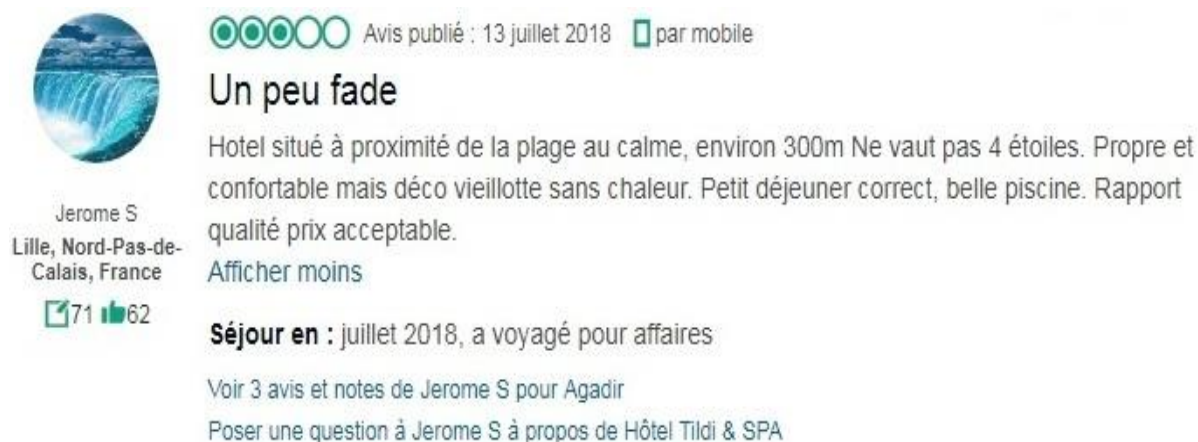 Avis publié : 13 juillet 2018 par mobile
Un peu fade
Hotel situé à proximité de la plage au calme, environ 300m Ne vaut pas 4 étoiles. Propre et
confortable mais déco vieillotte sans chaleur. Petit déjeuner correct, belle piscine. Rapport
qualité prix acceptable.
Afficher moins
Jerome S
Lille, Nord-Pas-de-
Calais, France
71 62
Séjour en : juillet 2018, a voyagé pour affaires
Voir 3 avis et notes de Jerome S pour Agadir
Poser une question à Jerome S à propos de Hôtel Tildi & SPA